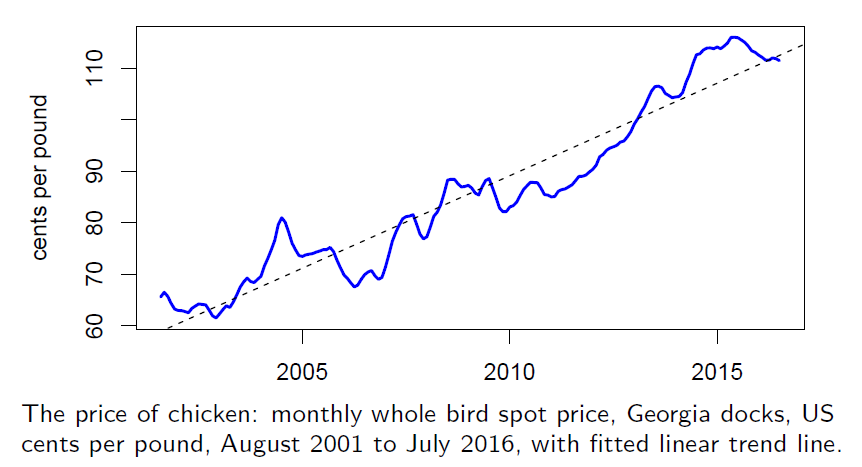 110
90
80
70
60
cents per pound
2005 2010 2015
The price of chicken: monthly whole bird spot price, Georgia docks, US
cents per pound, August 2001 to July 2016, with fitted linear trend line.